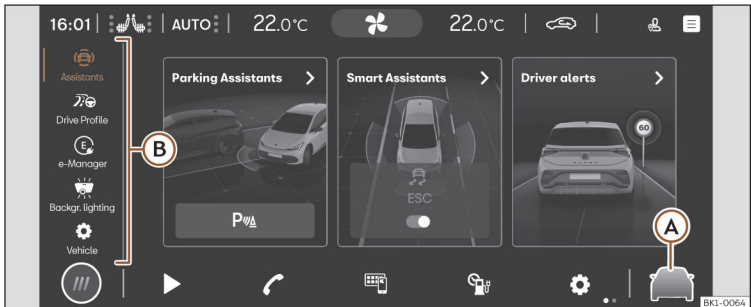 16:01
AUTO
22.0°C
22.0°C
Assistants
Drive Profile
E
e-Manager
Backgr. lighting
Vehicle
B
Parking Assistants
P
Smart Assistants
ESC
Driver alerts
60
CUPRA
A
BK1-0064